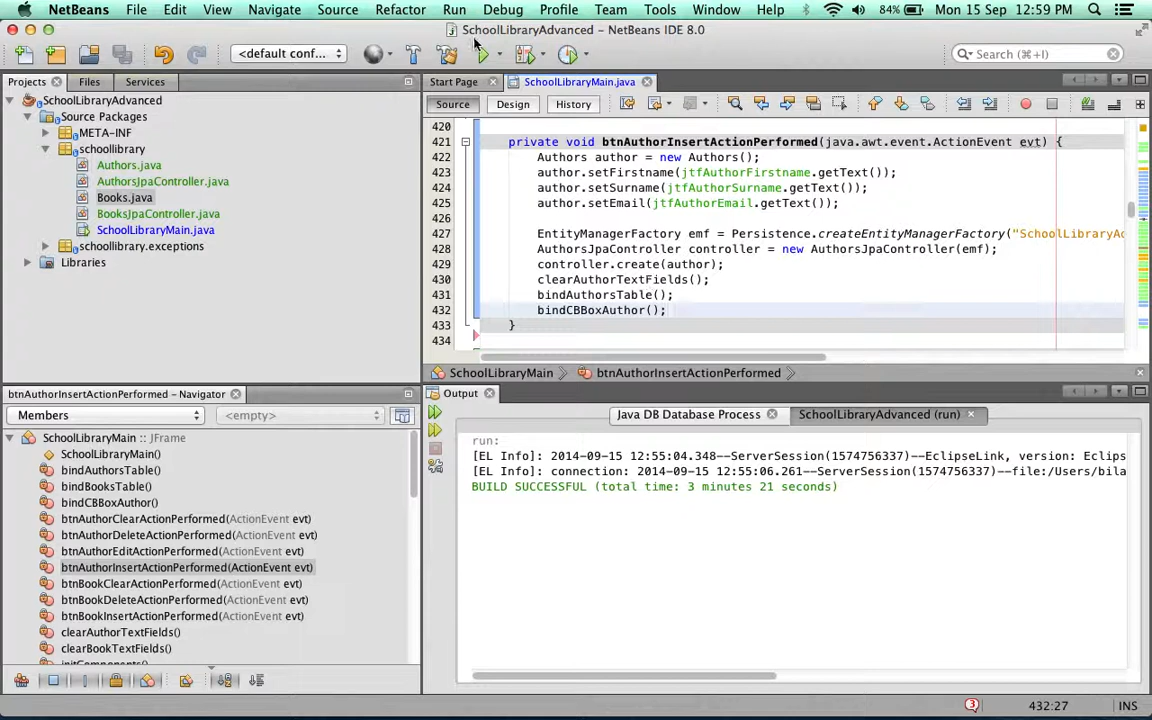 NetBeans File Edit View Navigate Source Refactor Run Debug Profile Team Tools Window Help 84% Mon 15 Sep 12:59 PM
SchoolLibraryAdvanced – NetBeans IDE 8.0
<default conf... Search (⌘+I)
Projects Files Services
SchoolLibraryAdvanced
Source Packages
META-INF
schoollibrary
Authors.java
AuthorsJpaController.java
Books.java
BooksJpaController.java
SchoolLibraryMain.java
schoollibrary.exceptions
Libraries
Start Page SchoolLibraryMain.java
Source Design History
420
421 private void btnAuthorInsertActionPerformed(java.awt.event.ActionEvent evt) {
422 Authors author = new Authors();
423 author.setFirstname(jtfAuthorFirstname.getText());
424 author.setSurname(jtfAuthorSurname.getText());
425 author.setEmail(jtfAuthorEmail.getText());
426
427 EntityManagerFactory emf = Persistence.createEntityManagerFactory("SchoolLibraryAd
428 AuthorsJpaController controller = new AuthorsJpaController(emf);
429 controller.create(author);
430 clearAuthorTextFields();
431 bindAuthorsTable();
432 bindCBBoxAuthor();
433 }
434
SchoolLibraryMain btnAuthorInsertActionPerformed
btnAuthorInsertActionPerformed – Navigator
Members <empty>
SchoolLibraryMain :: JFrame
SchoolLibraryMain()
bindAuthorsTable()
bindBooksTable()
bindCBBoxAuthor()
btnAuthorClearActionPerformed(ActionEvent evt)
btnAuthorDeleteActionPerformed(ActionEvent evt)
btnAuthorEditActionPerformed(ActionEvent evt)
btnAuthorInsertActionPerformed(ActionEvent evt)
btnBookClearActionPerformed(ActionEvent evt)
btnBookDeleteActionPerformed(ActionEvent evt)
btnBookInsertActionPerformed(ActionEvent evt)
clearAuthorTextFields()
clearBookTextFields()
initComponents()
Output
Java DB Database Process SchoolLibraryAdvanced (run)
run:
[EL Info]: 2014-09-15 12:55:04.348--ServerSession(1574756337)--EclipseLink, version: Eclips
[EL Info]: connection: 2014-09-15 12:55:06.261--ServerSession(1574756337)--file:/Users/bila
BUILD SUCCESSFUL (total time: 3 minutes 21 seconds)
3 432:27 INS